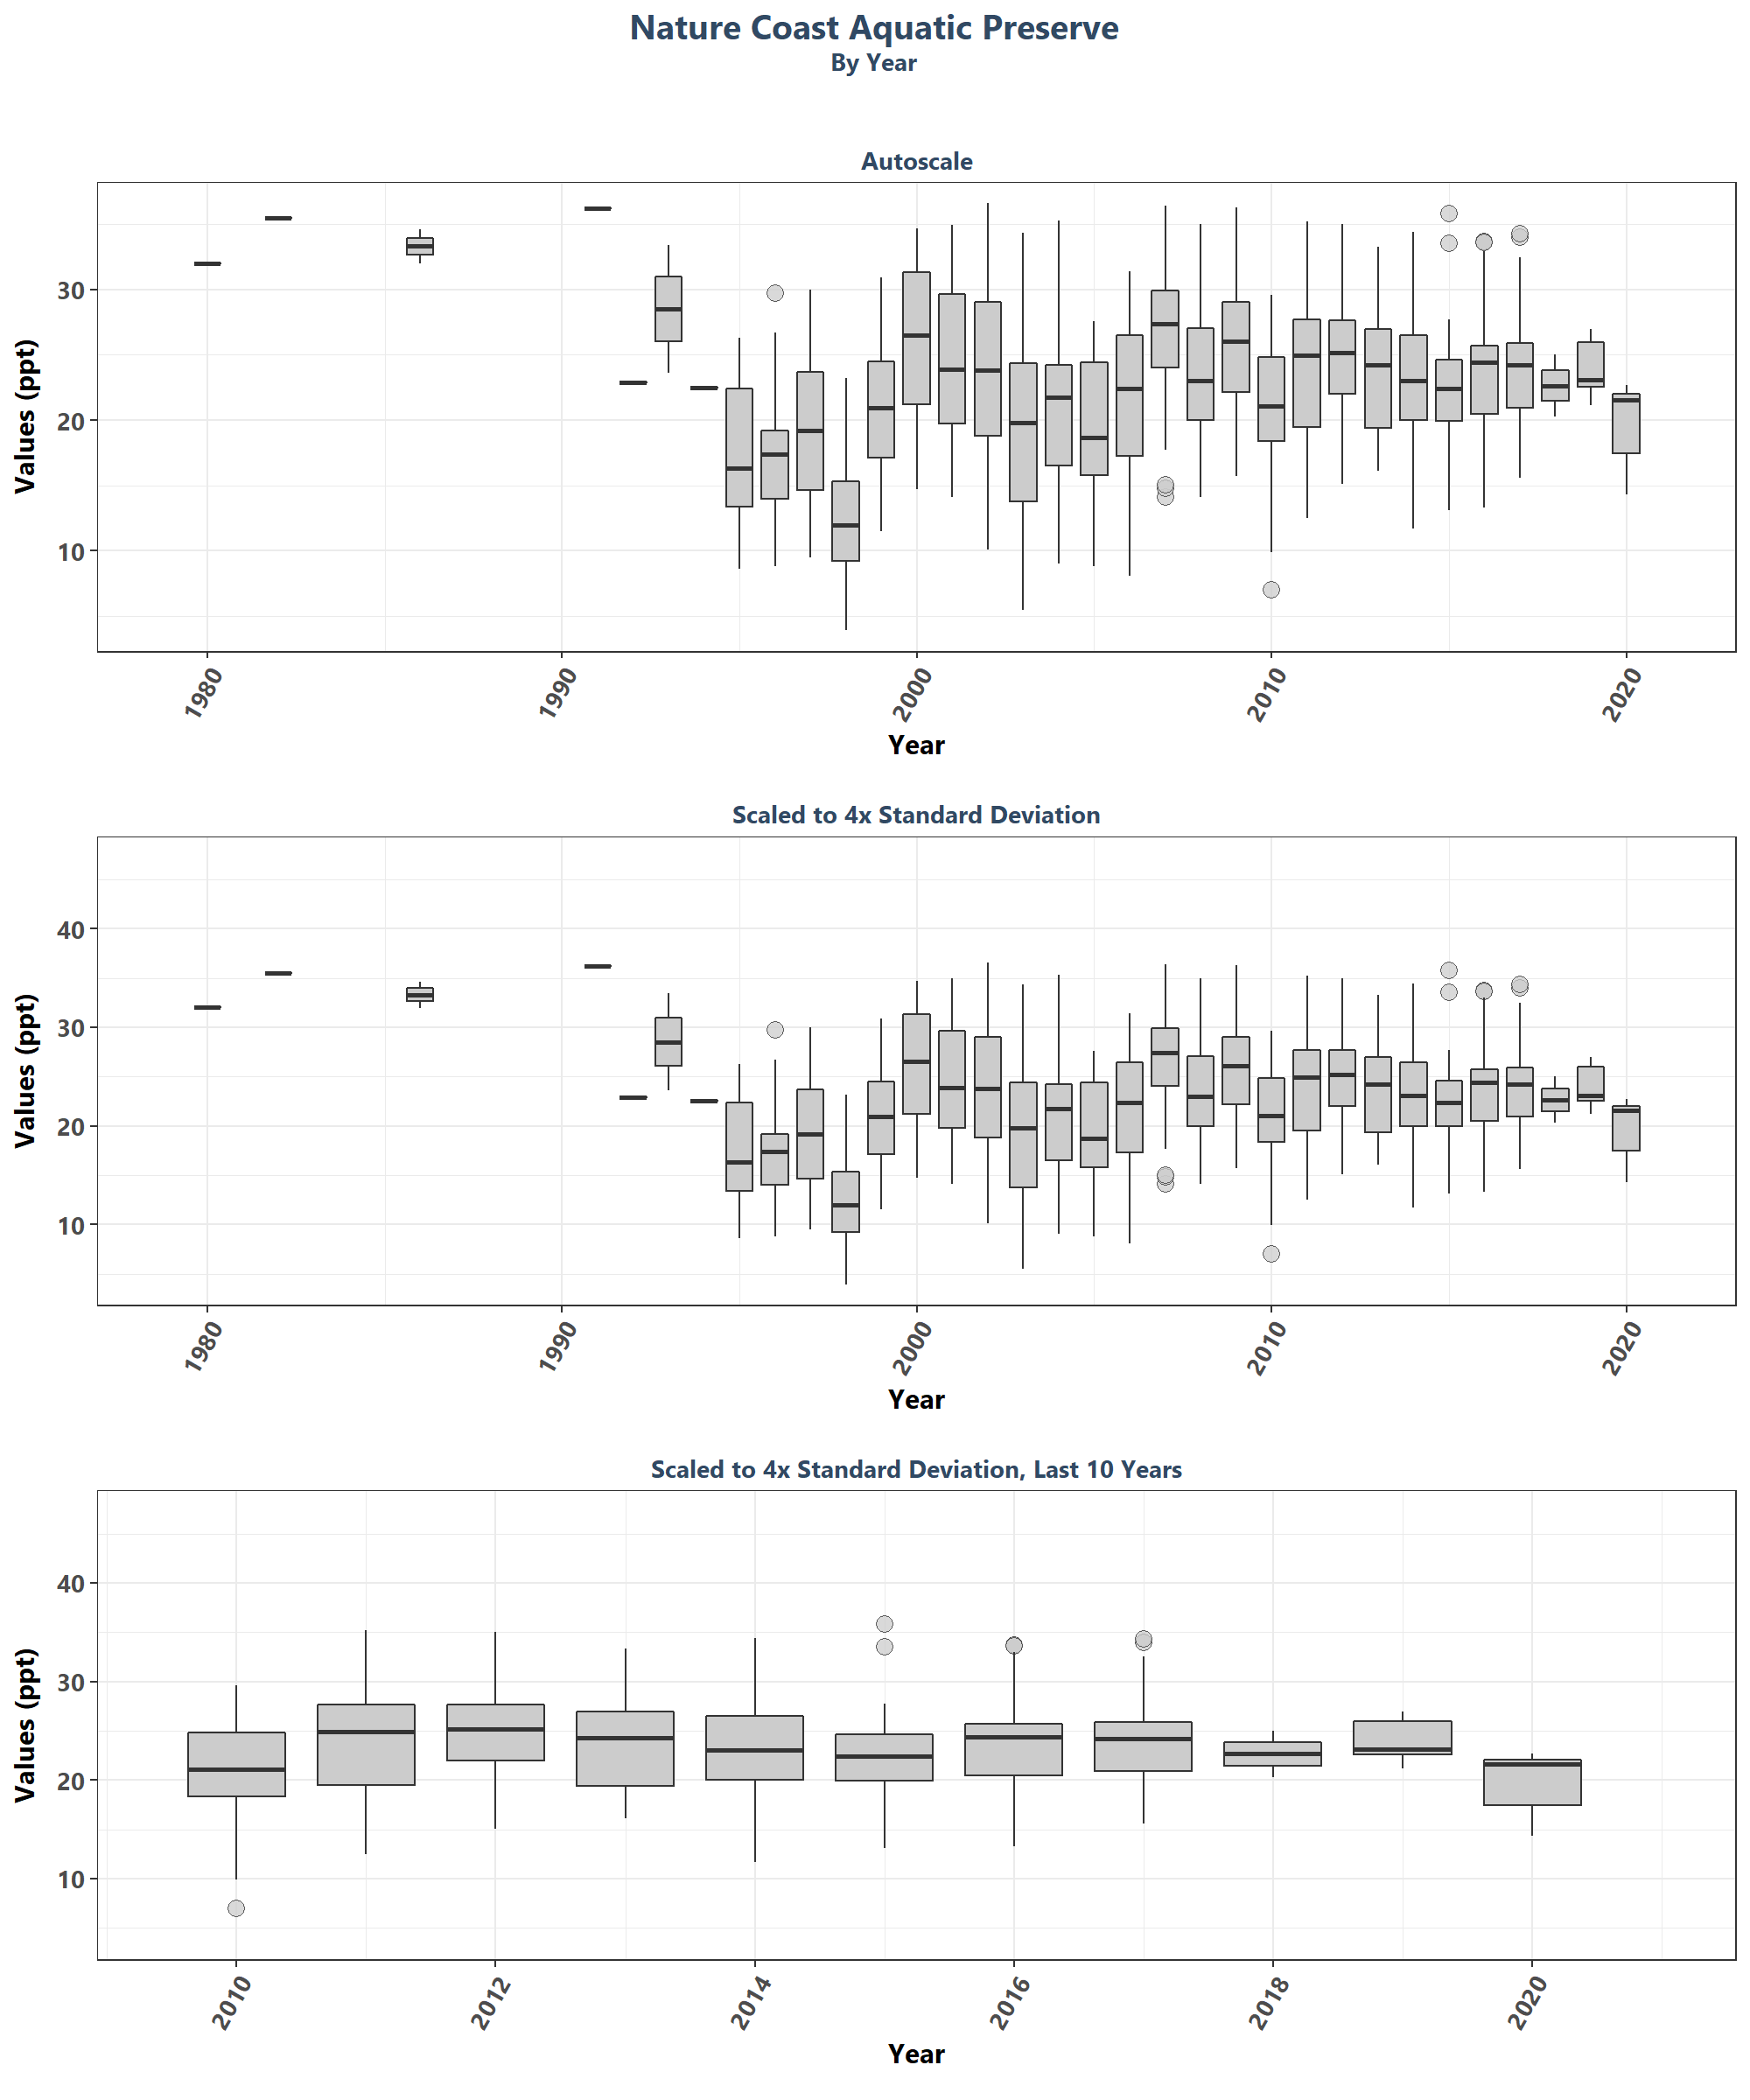 Nature Coast Aquatic Preserve
By Year
Autoscale
Values (ppt)
30
20
10
1980
1990
2000
2010
2020
Year
Scaled to 4x Standard Deviation
Values (ppt)
40
30
20
10
1980
1990
2000
2010
2020
Year
Scaled to 4x Standard Deviation, Last 10 Years
Values (ppt)
40
30
20
10
2010
2012
2014
2016
2018
2020
Year